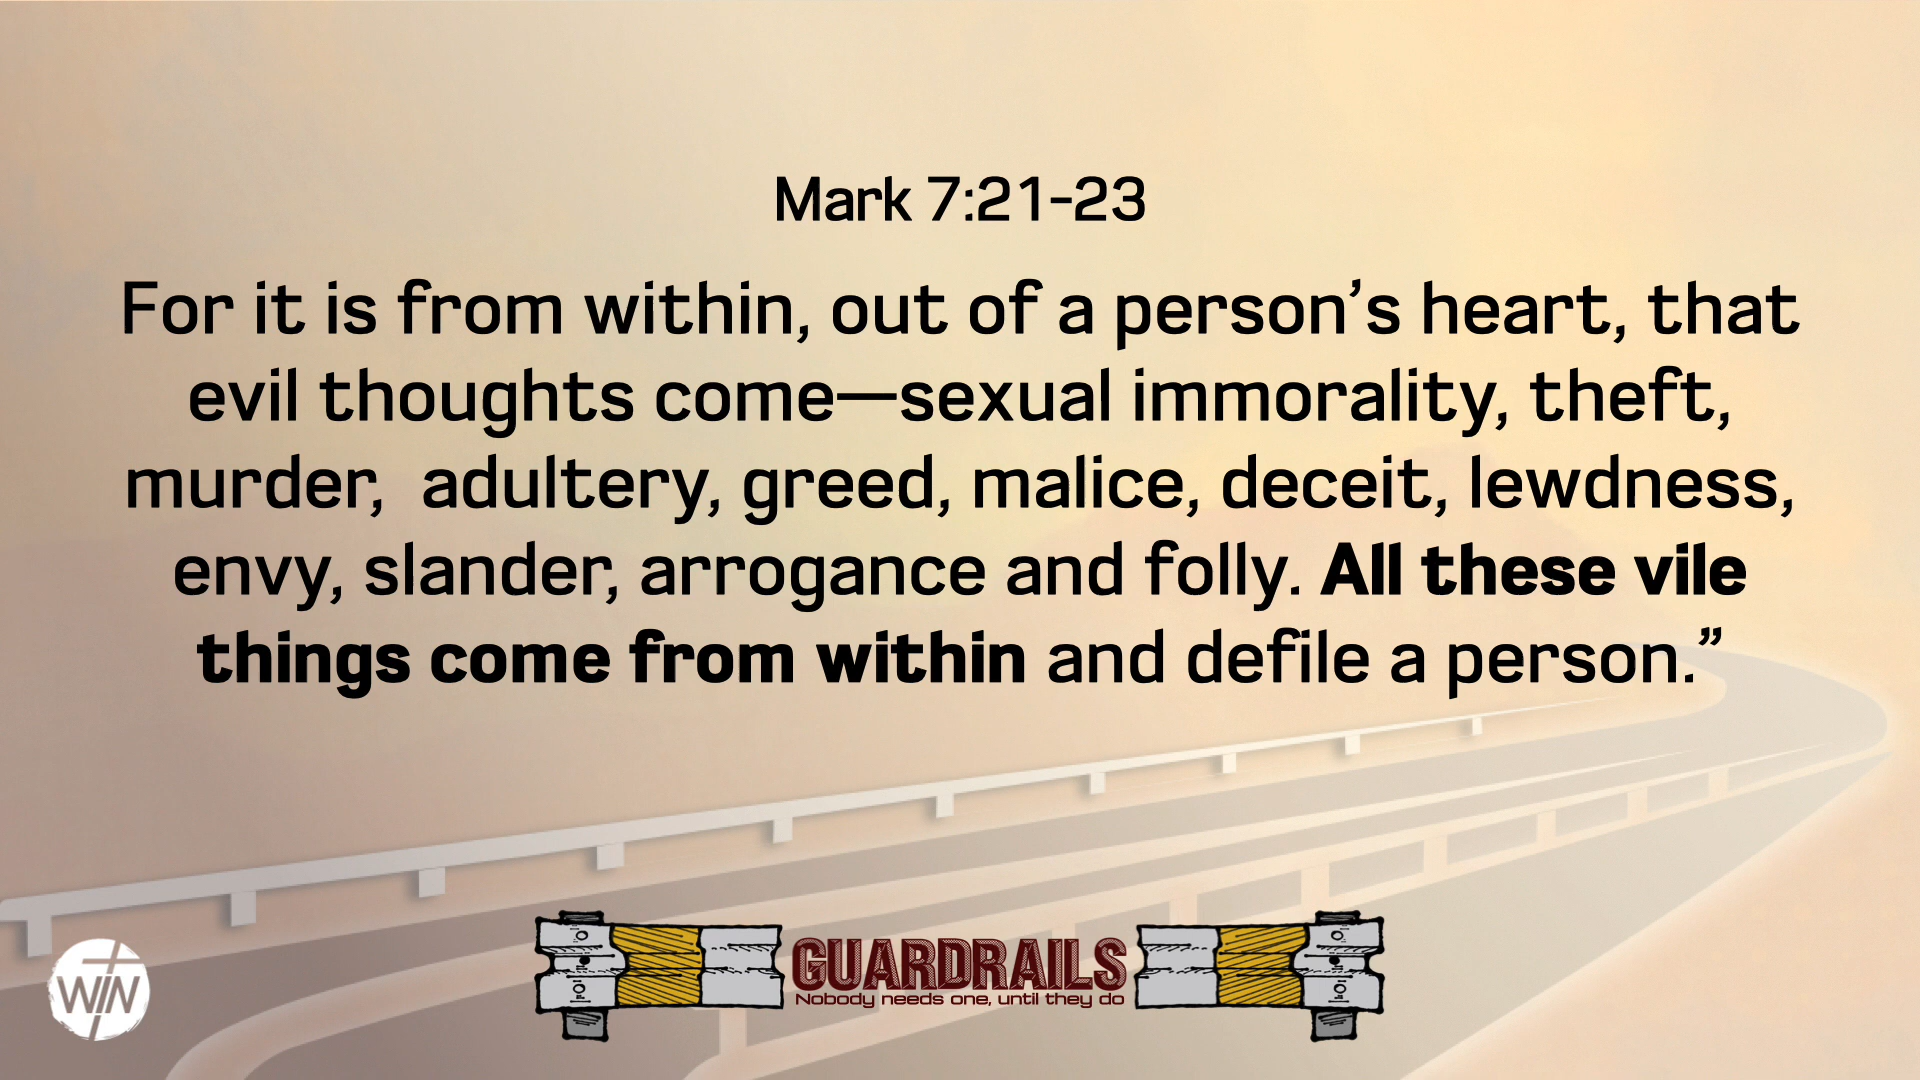 Mark 7:21-23
For it is from within, out of a person’s heart, that
evil thoughts come—sexual immorality, theft,
murder,  adultery, greed, malice, deceit, lewdness,
envy, slander, arrogance and folly. All these vile
things come from within and defile a person.”
GUARDRAILS
Nobody needs one, until they do
WIN